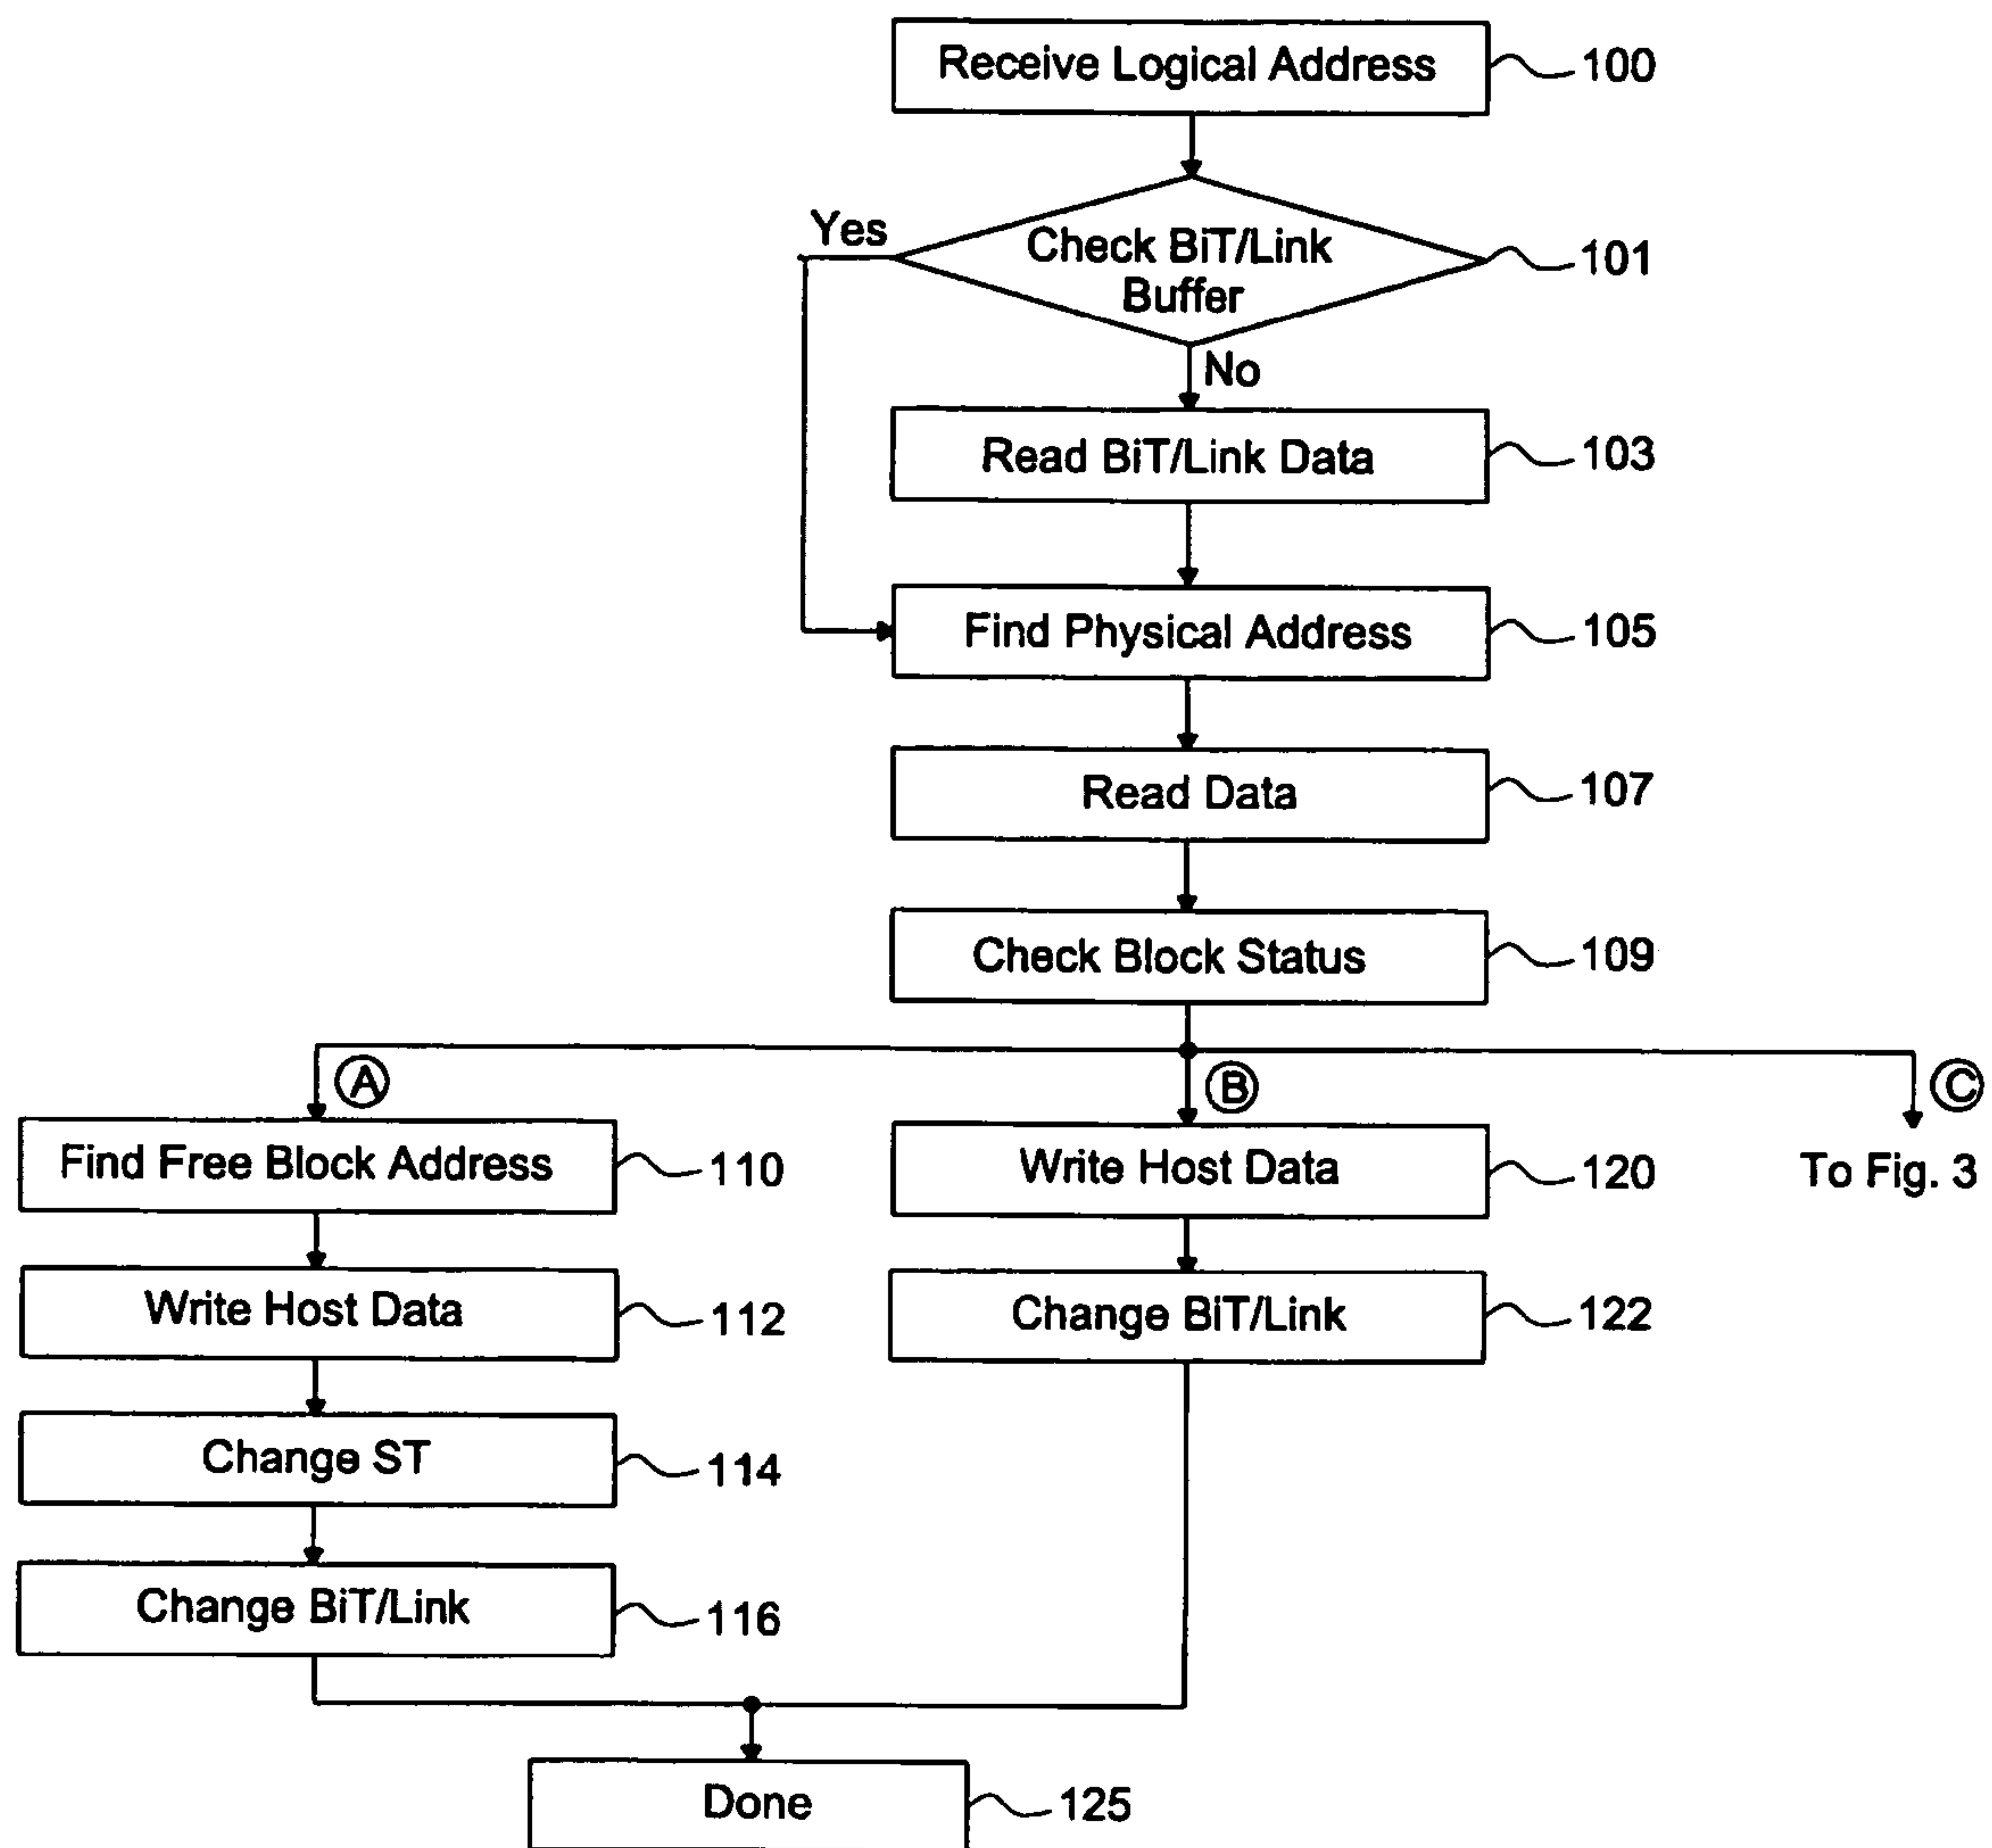 Receive Logical Address
100
Yes
Check BiT/Link
Buffer
101
No
Read BiT/Link Data
103
Find Physical Address
105
Read Data
107
Check Block Status
109
A
B
C
Find Free Block Address
110
Write Host Data
120
To Fig. 3
Write Host Data
112
Change BiT/Link
122
Change ST
114
Change BiT/Link
116
Done
125